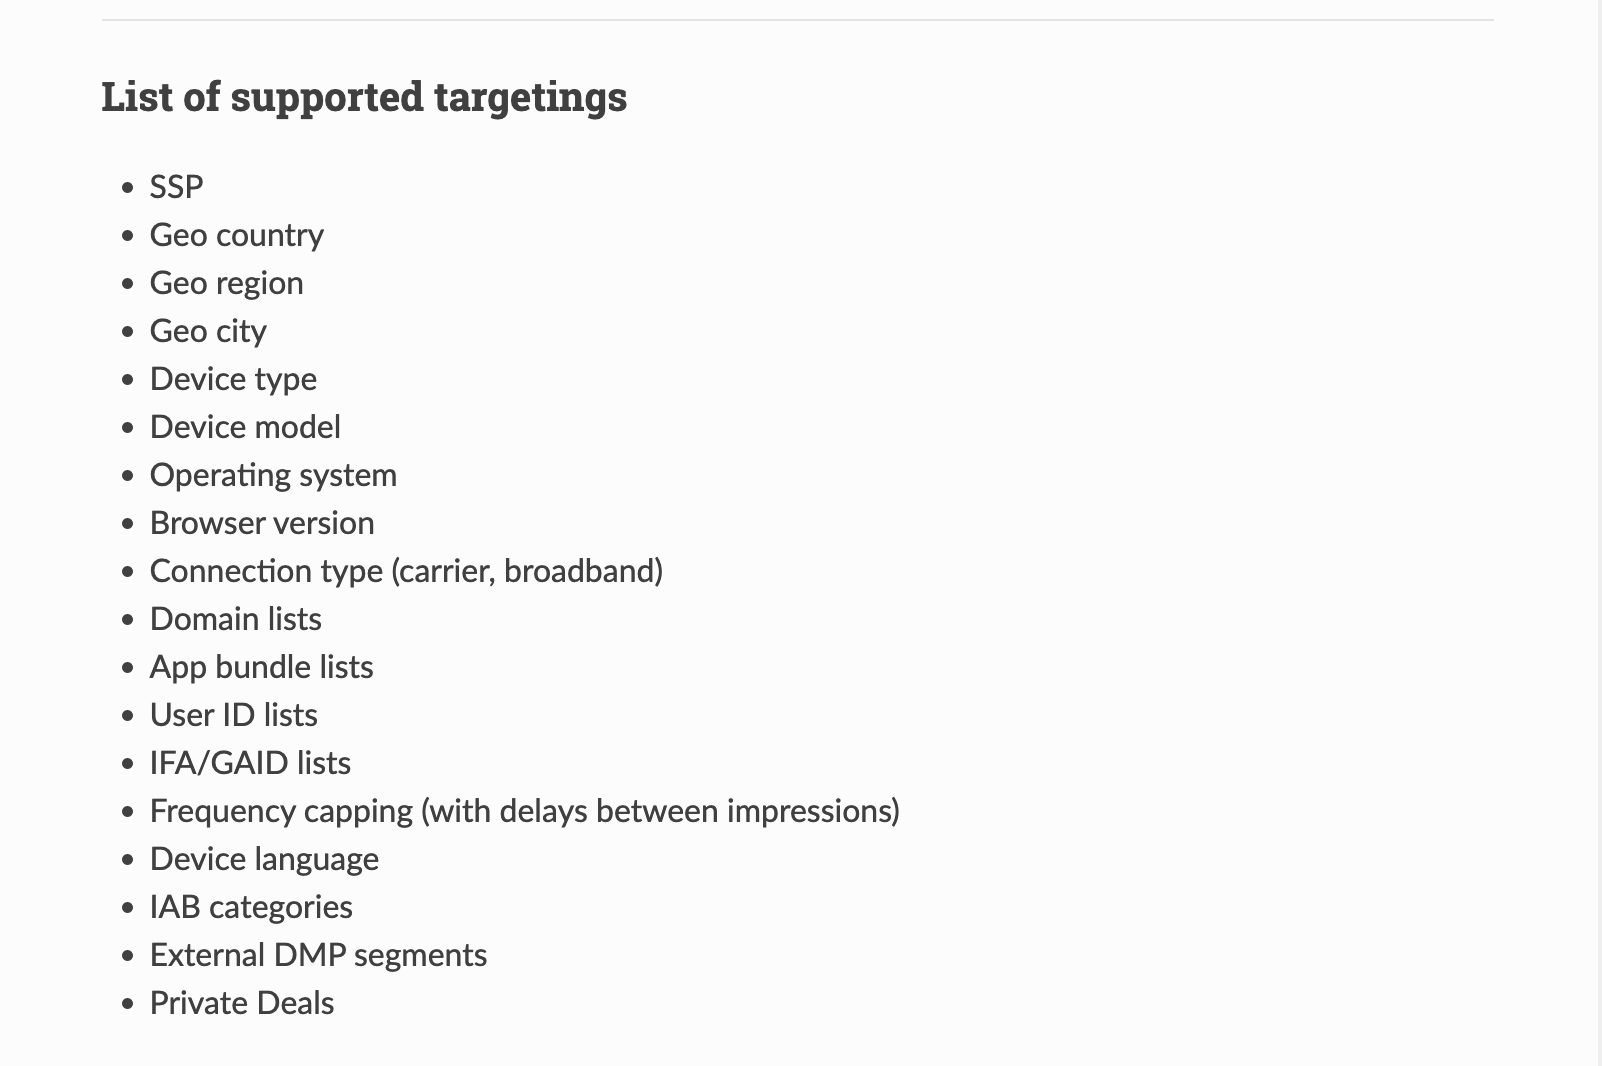 List of supported targetings
• SSP
• Geo country
• Geo region
• Geo city
• Device type
• Device model
• Operating system
• Browser version
• Connection type (carrier, broadband)
• Domain lists
• App bundle lists
• User ID lists
• IFA/GAID lists
• Frequency capping (with delays between impressions)
• Device language
• IAB categories
• External DMP segments
• Private Deals